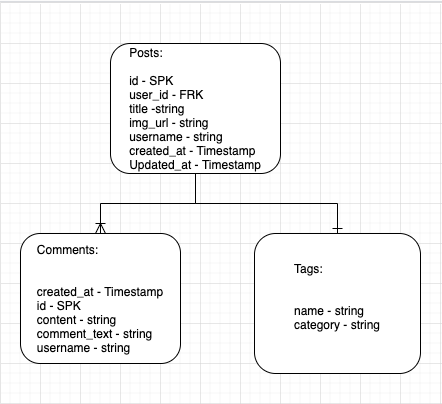 Posts:
id - SPK
user_id - FRK
title -string
img_url - string
username - string
created_at - Timestamp
Updated_at - Timestamp
Comments:
created_at - Timestamp
id - SPK
content - string
comment_text - string
username - string
Tags:
name - string
category - string